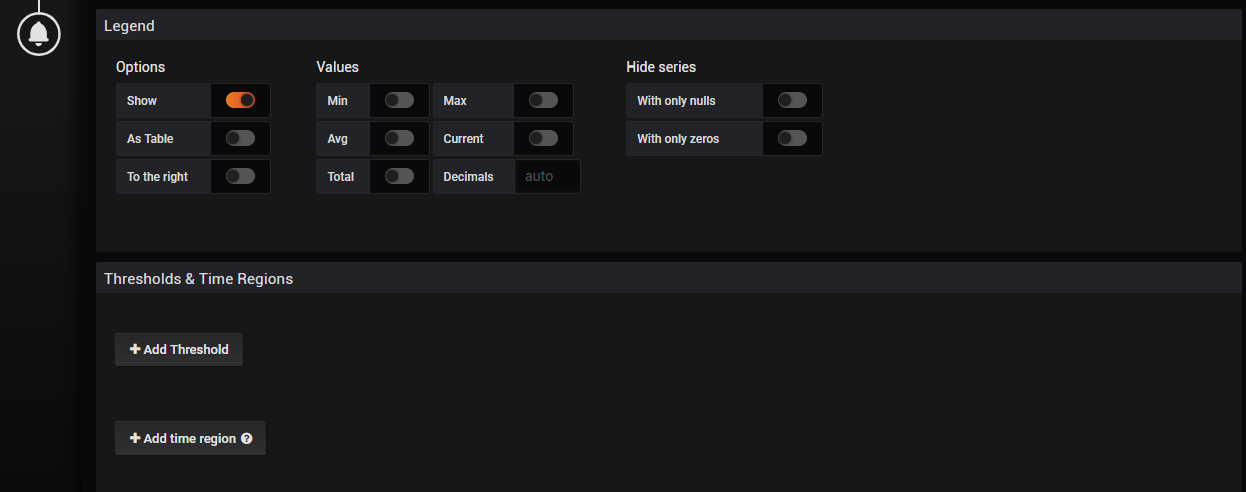 Legend
Options Values Hide series
Show Min Max With only nulls
As Table Avg Current With only zeros
To the right Total Decimals auto
Thresholds & Time Regions
Add Threshold
Add time region